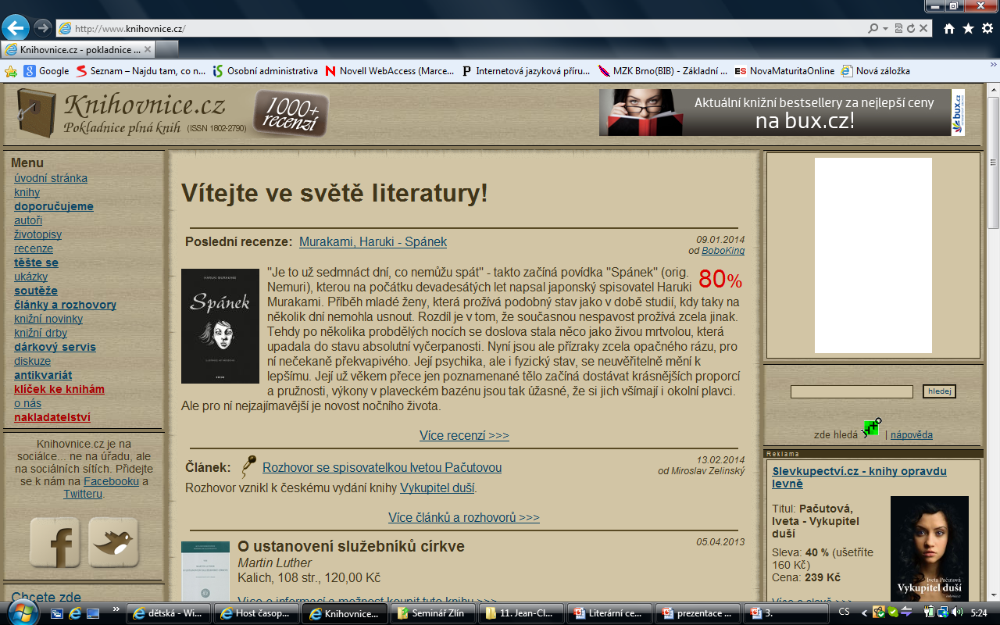 http://www.knihovnice.cz/
Knihovnice.cz - pokladnice ...
Google
Seznam – Najdu tam, co n...
Osobní administrativa
Novell WebAccess (Marce...
Internetová jazyková příru...
MZK Brno(BIB) - Základní ...
NovaMaturitaOnline
Nová záložka
Knihovnice.cz
Pokladnice plná knih (ISSN 1802-2790)
1000+
recenzí
Aktuální knižní bestsellery za nejlepší ceny
na bux.cz!
bux.cz
Menu
úvodní stránka
knihy
doporučujeme
autoři
životopisy
recenze
těšte se
ukázky
soutěže
články a rozhovory
knižní novinky
knižní drby
dárkový servis
diskuze
antikvariát
klíček ke knihám
o nás
nakladatelství
Knihovnice.cz je na
sociálce... ne na úřadu, ale
na sociálních sítích. Přidejte
se k nám na Facebooku a
Twitteru.
Chcete zde
Vítejte ve světě literatury!
Poslední recenze: Murakami, Haruki - Spánek
09.01.2014
od BoboKing
HARUKI MURAKAMI
Spánek
80%
"Je to už sedmnáct dní, co nemůžu spát" - takto začíná povídka "Spánek" (orig.
Nemuri), kterou na počátku devadesátých let napsal japonský spisovatel Haruki
Murakami. Příběh mladé ženy, která prožívá podobný stav jako v době studií, kdy taky na
několik dní nemohla usnout. Rozdíl je v tom, že současnou nespavost prožívá zcela jinak.
Tehdy po několika probdělých nocích se doslova stala něco jako živou mrtvolou, která
upadala do stavu absolutní vyčerpanosti. Nyní jsou ale přízraky zcela opačného rázu, pro
ní nečekaně překvapivého. Její psychika, ale i fyzický stav, se neuvěřitelně mění k
lepšímu. Její už věkem přece jen poznamenané tělo začíná dostávat krásnějších proporcí
a pružnosti, výkony v plaveckém bazénu jsou tak úžasné, že si jich všímají i okolní plavci.
Ale pro ní nejzajímavější je novost nočního života.
Více recenzí >>>
Článek: Rozhovor se spisovatelkou Ivetou Pačutovou
13.02.2014
od Miroslav Zelinský
Rozhovor vznikl k českému vydání knihy Vykupitel duší.
Více článků a rozhovorů >>>
O ustanovení služebníků církve
05.04.2013
Martin Luther
Kalich, 108 str., 120,00 Kč
Více o informací a možnost koupit tuto knihu >>>
hledej
zde hledá | nápověda
Reklama
Slevkupectví.cz - knihy opravdu
levně
Titul: Pačutová,
Iveta - Vykupitel
duší
Sleva: 40 % (ušetříte
160 Kč)
Cena: 239 Kč
Více o slevě >>>
Iveta Pačutová
Vykupitel duší
dětská - Wi...
Host časop...
Knihovnice...
Seminář Zlín
11. Jean-Cl...
Literární ce...
prezentace ...
3.
CS
5:24